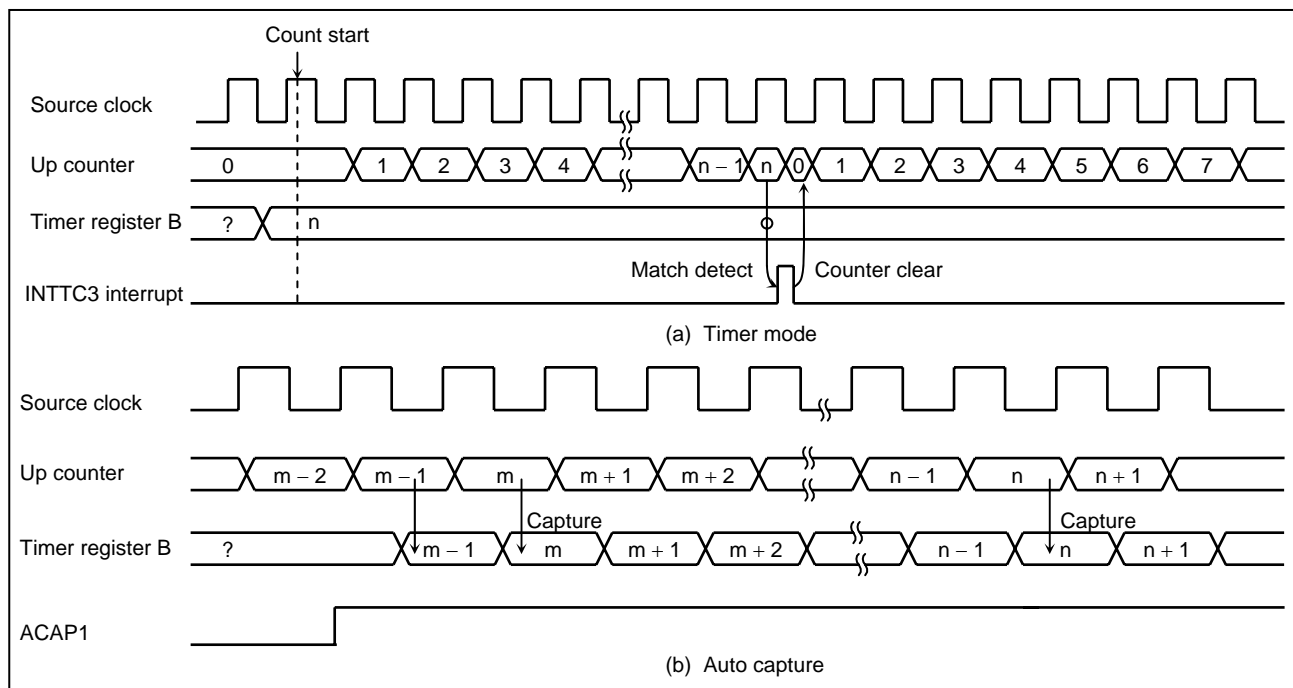 Count start
Source clock
Up counter 0 1 2 3 4 n − 1 n 0 1 2 3 4 5 6 7
Timer register B ? n
Match detect Counter clear
INTTC3 interrupt
(a) Timer mode
Source clock
Up counter m − 2 m − 1 m m + 1 m + 2 n − 1 n n + 1
Capture Capture
Timer register B ? m − 1 m m + 1 m + 2 n − 1 n n + 1
ACAP1
(b) Auto capture